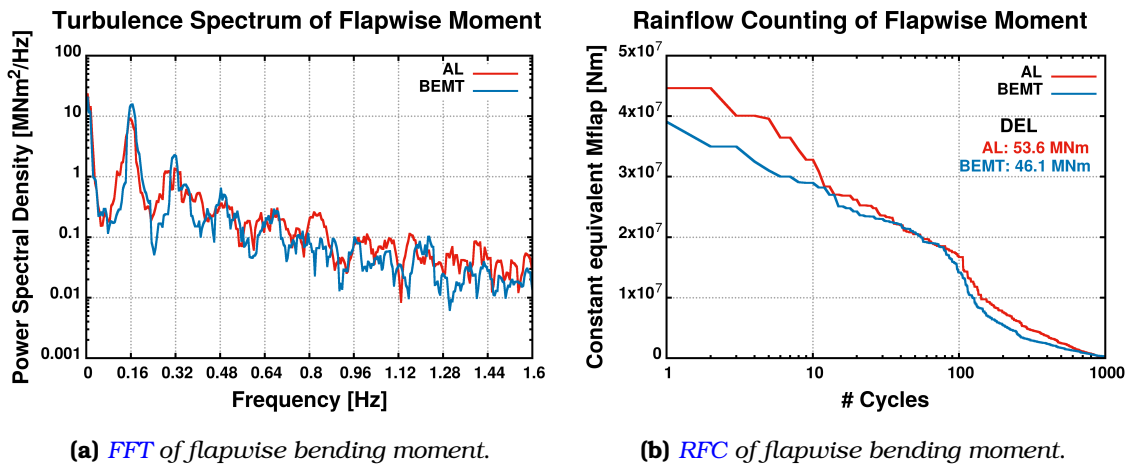 Turbulence Spectrum of Flapwise Moment
Power Spectral Density [MNm²/Hz]
100
10
1
0.1
0.01
0.001
AL
BEMT
0 0.16 0.32 0.48 0.64 0.8 0.96 1.12 1.28 1.44 1.6
Frequency [Hz]
(a) FFT of flapwise bending moment.
Rainflow Counting of Flapwise Moment
Constant equivalent Mflap [Nm]
5x10⁷
4x10⁷
3x10⁷
2x10⁷
1x10⁷
0
AL
BEMT
DEL
AL: 53.6 MNm
BEMT: 46.1 MNm
1 10 100 1000
# Cycles
(b) RFC of flapwise bending moment.